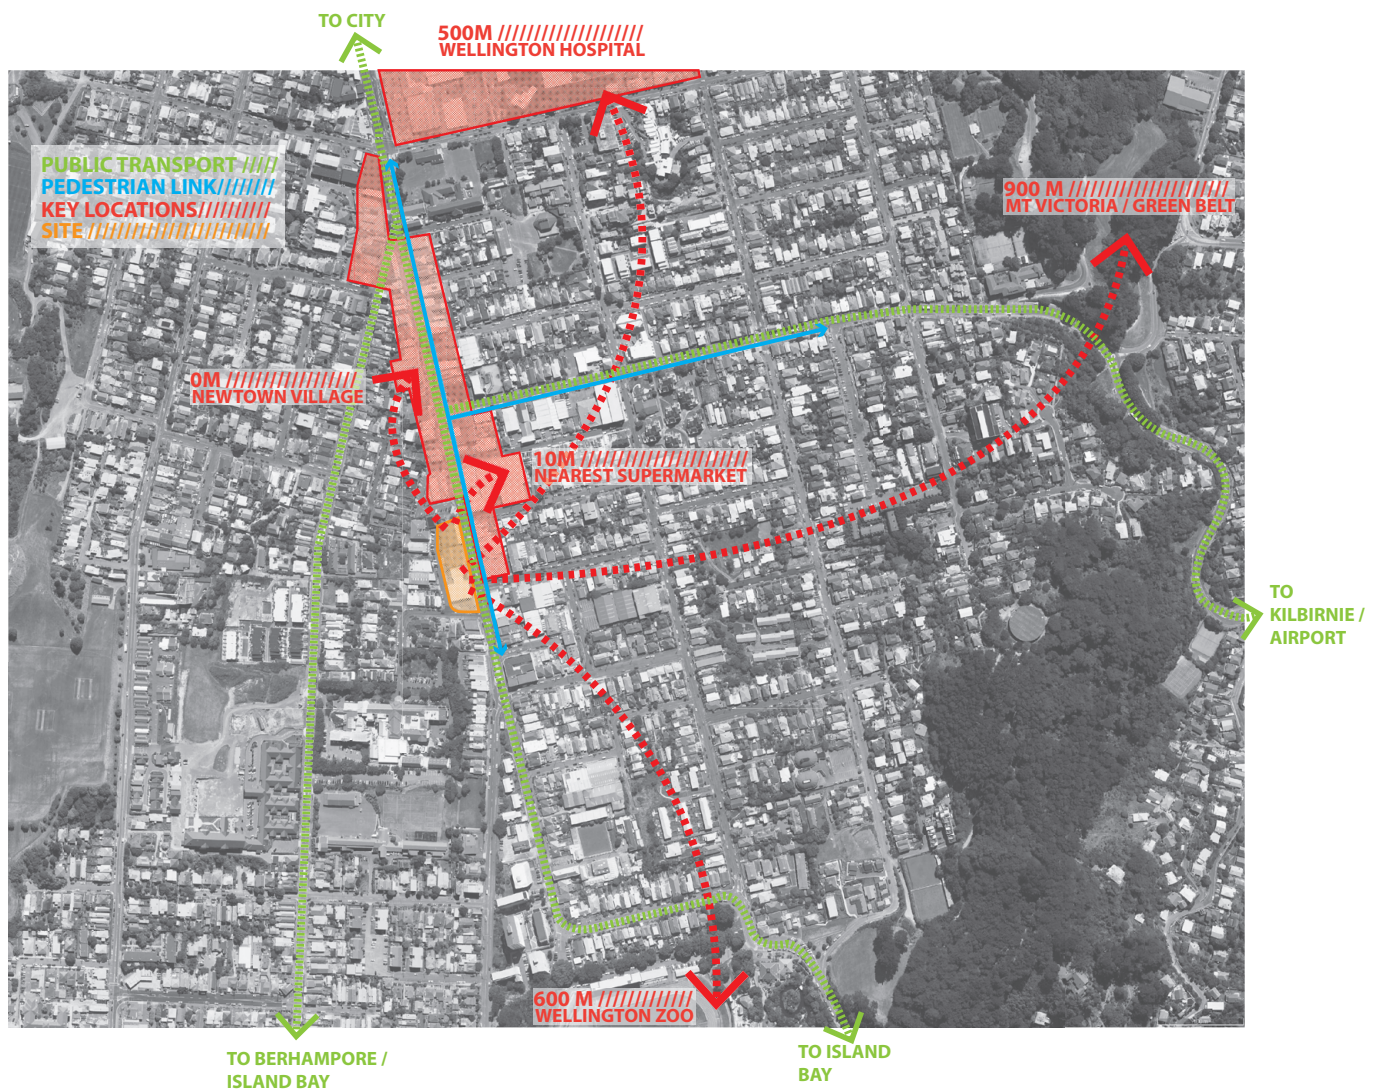 TO CITY
500M ////////////////////
WELLINGTON HOSPITAL
PUBLIC TRANSPORT /////
PEDESTRIAN LINK////////
KEY LOCATIONS//////////
SITE /////////////////////////
900 M //////////////////////
MT VICTORIA / GREEN BELT
0M //////////////////
NEWTOWN VILLAGE
10M ///////////////////////
NEAREST SUPERMARKET
TO
KILBIRNIE /
AIRPORT
600 M /////////////
WELLINGTON ZOO
TO BERHAMPORE /
ISLAND BAY
TO ISLAND
BAY